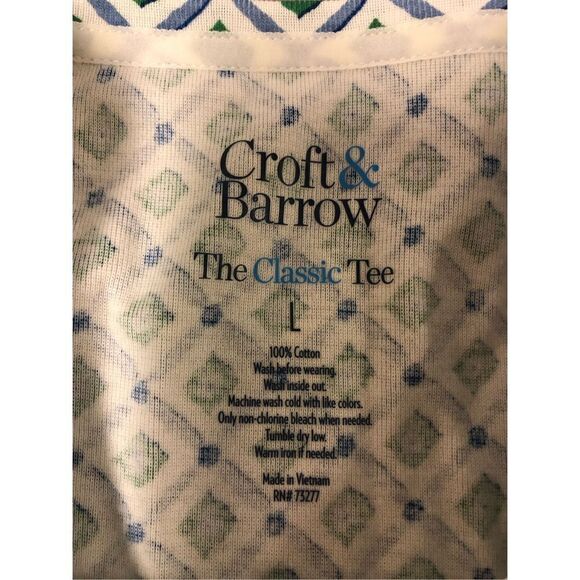 Croft &
Barrow
The Classic Tee
L
100% Cotton
Wash before wearing.
Wash inside out.
Machine wash cold with like colors.
Only non-chlorine bleach when needed.
Tumble dry low.
Warm iron if needed.
Made in Vietnam
RN# 73277